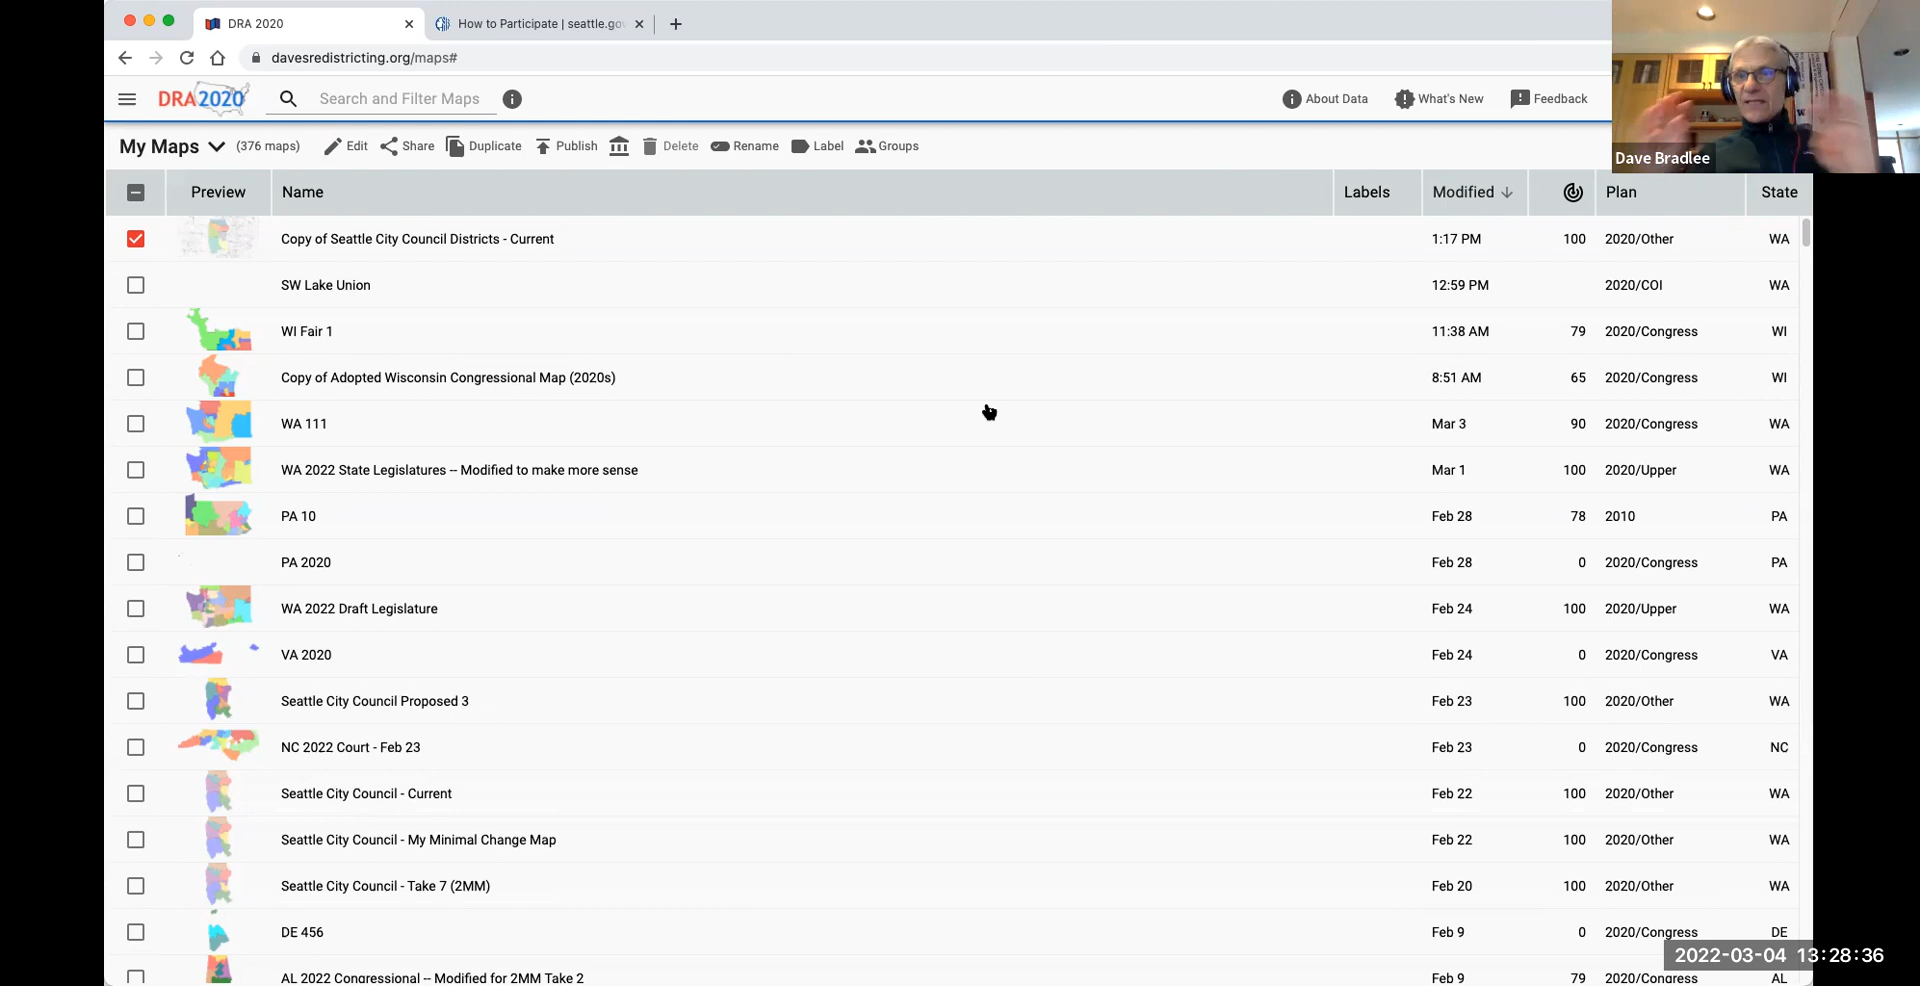 DRA 2020
How to Participate | seattle.go
davesredistricting.org/maps#
DRA2020
Search and Filter Maps
About Data
What's New
Feedback
Dave Bradlee
My Maps (376 maps) Edit Share Duplicate Publish Delete Rename Label Groups
Preview Name Labels Modified Plan State
Copy of Seattle City Council Districts - Current 1:17 PM 100 2020/Other WA
SW Lake Union 12:59 PM 2020/COI WA
WI Fair 1 11:38 AM 79 2020/Congress WI
Copy of Adopted Wisconsin Congressional Map (2020s) 8:51 AM 65 2020/Congress WI
WA 111 Mar 3 90 2020/Congress WA
WA 2022 State Legislatures -- Modified to make more sense Mar 1 100 2020/Upper WA
PA 10 Feb 28 78 2010 PA
PA 2020 Feb 28 0 2020/Congress PA
WA 2022 Draft Legislature Feb 24 100 2020/Upper WA
VA 2020 Feb 24 0 2020/Congress VA
Seattle City Council Proposed 3 Feb 23 100 2020/Other WA
NC 2022 Court - Feb 23 Feb 23 0 2020/Congress NC
Seattle City Council - Current Feb 22 100 2020/Other WA
Seattle City Council - My Minimal Change Map Feb 22 100 2020/Other WA
Seattle City Council - Take 7 (2MM) Feb 20 100 2020/Other WA
DE 456 Feb 9 0 2020/Congress DE
2022-03-04 13:28:36
AL 2022 Congressional -- Modified for 2MM Take 2 Feb 9 79 2020/Congress AL